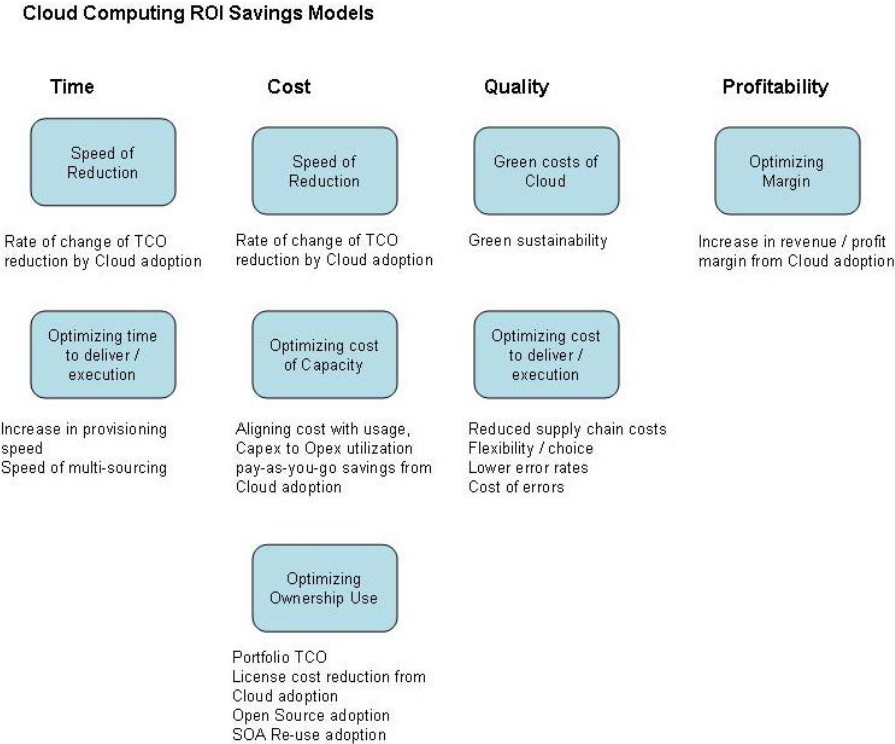 Cloud Computing ROI Savings Models
Time
Cost
Quality
Profitability
Speed of
Reduction
Rate of change of TCO
reduction by Cloud adoption
Optimizing time
to deliver /
execution
Increase in provisioning
speed
Speed of multi-sourcing
Speed of
Reduction
Rate of change of TCO
reduction by Cloud adoption
Optimizing cost
of Capacity
Aligning cost with usage,
Capex to Opex utilization
pay-as-you-go savings from
Cloud adoption
Optimizing
Ownership Use
Portfolio TCO
License cost reduction from
Cloud adoption
Open Source adoption
SOA Re-use adoption
Green costs of
Cloud
Green sustainability
Optimizing cost
to deliver /
execution
Reduced supply chain costs
Flexibility / choice
Lower error rates
Cost of errors
Optimizing
Margin
Increase in revenue / profit
margin from Cloud adoption